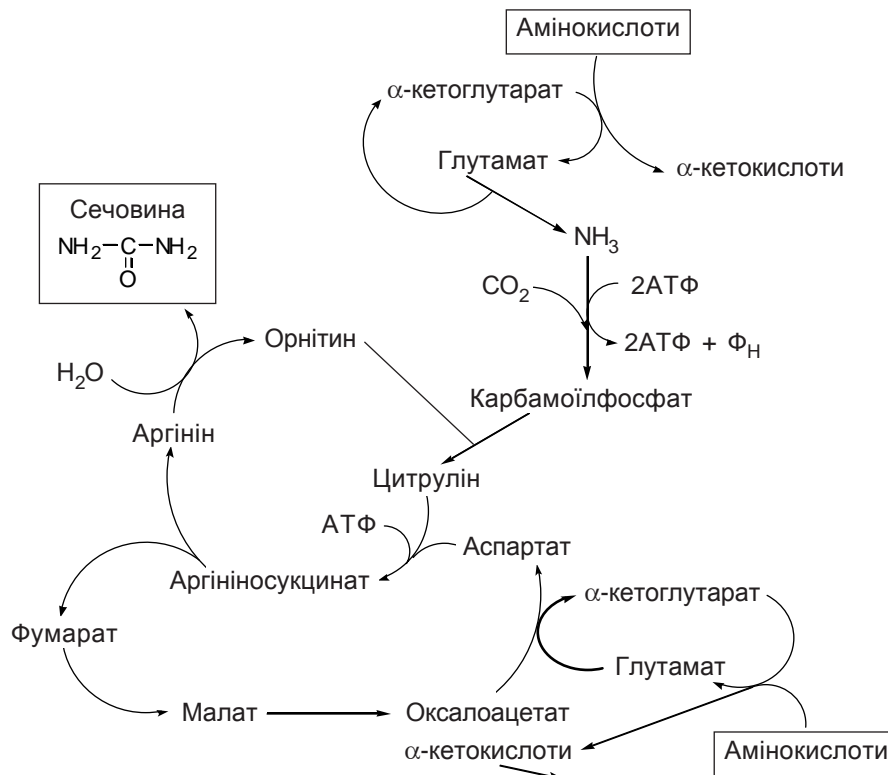 Амінокислоти
α-кетоглутарат
Глутамат
α-кетокислоти
Сечовина
NH₂–C–NH₂
O
NH₃
CO₂
2АТФ
2АТФ + Ф_Н
Орнітин
H₂O
Карбамоїлфосфат
Аргінін
Цитрулін
АТФ
Аспартат
Аргініносукцинат
α-кетоглутарат
Фумарат
Глутамат
Малат
Оксалоацетат
α-кетокислоти
Амінокислоти